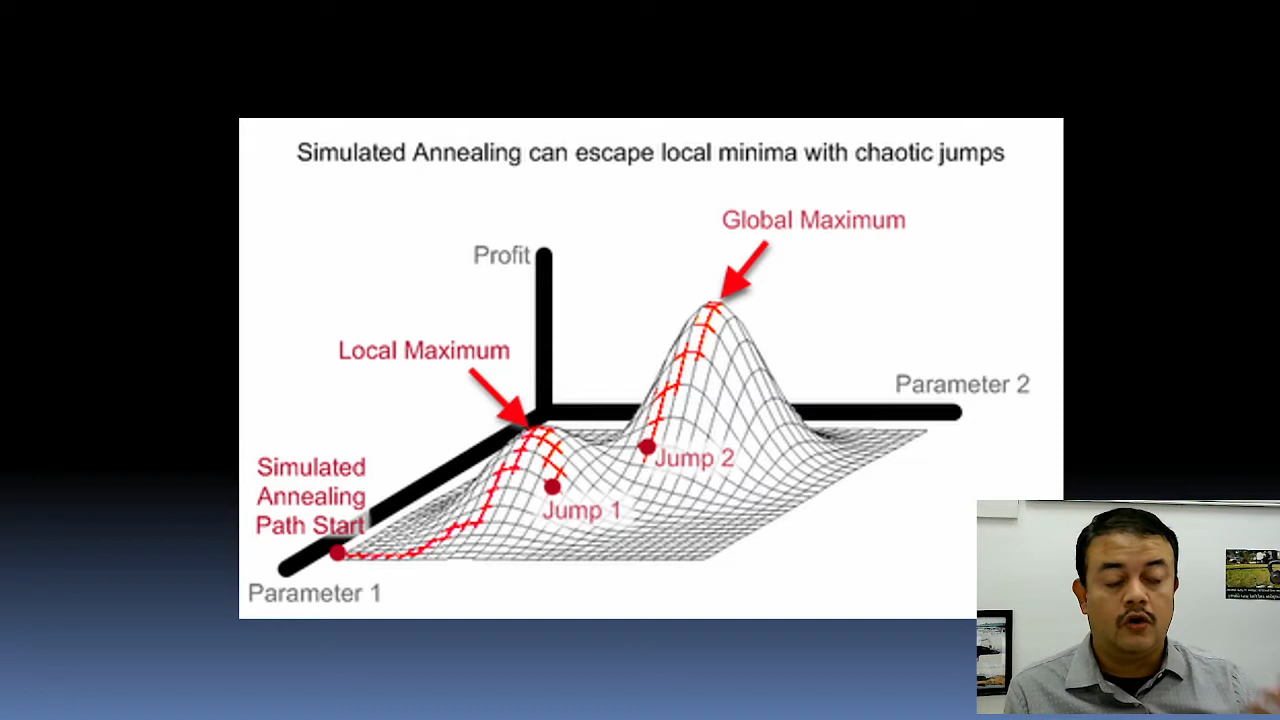 Simulated Annealing can escape local minima with chaotic jumps
Global Maximum
Profit
Local Maximum
Parameter 2
Simulated
Annealing
Path Start
Jump 2
Jump 1
Parameter 1